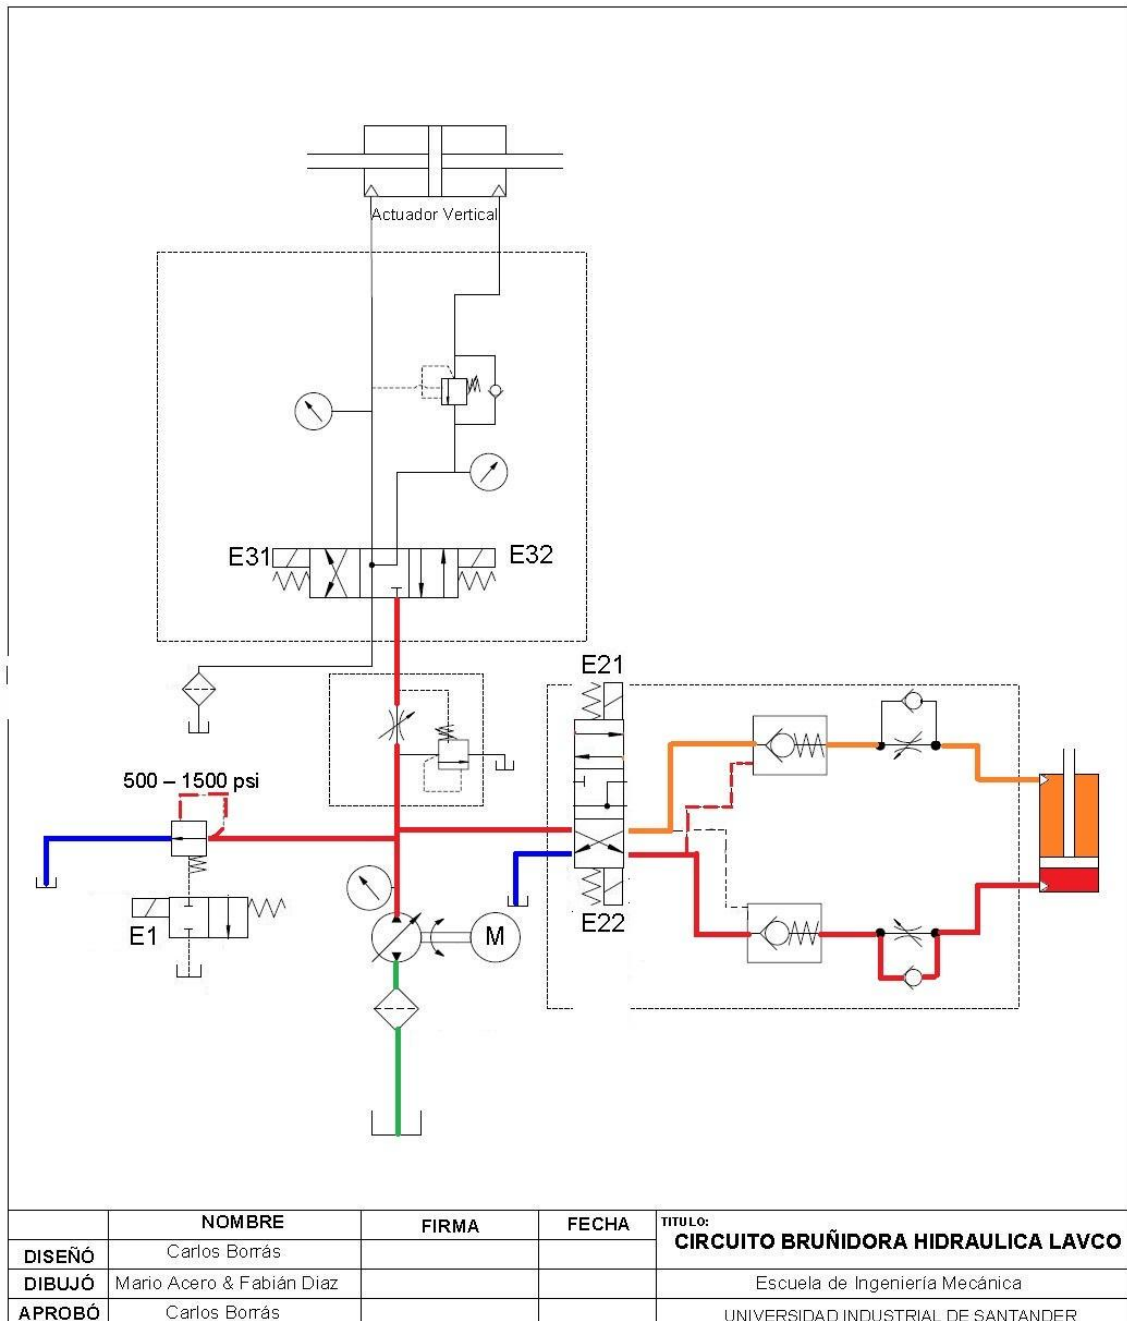 Actuador Vertical
E31
E32
E21
500 – 1500 psi
E1
E22
M
NOMBRE
FIRMA
FECHA
TITULO:
CIRCUITO BRUÑIDORA HIDRAULICA LAVCO
DISEÑÓ
Carlos Borrás
DIBUJÓ
Mario Acero & Fabián Diaz
Escuela de Ingeniería Mecánica
APROBÓ
Carlos Borrás
UNIVERSIDAD INDUSTRIAL DE SANTANDER